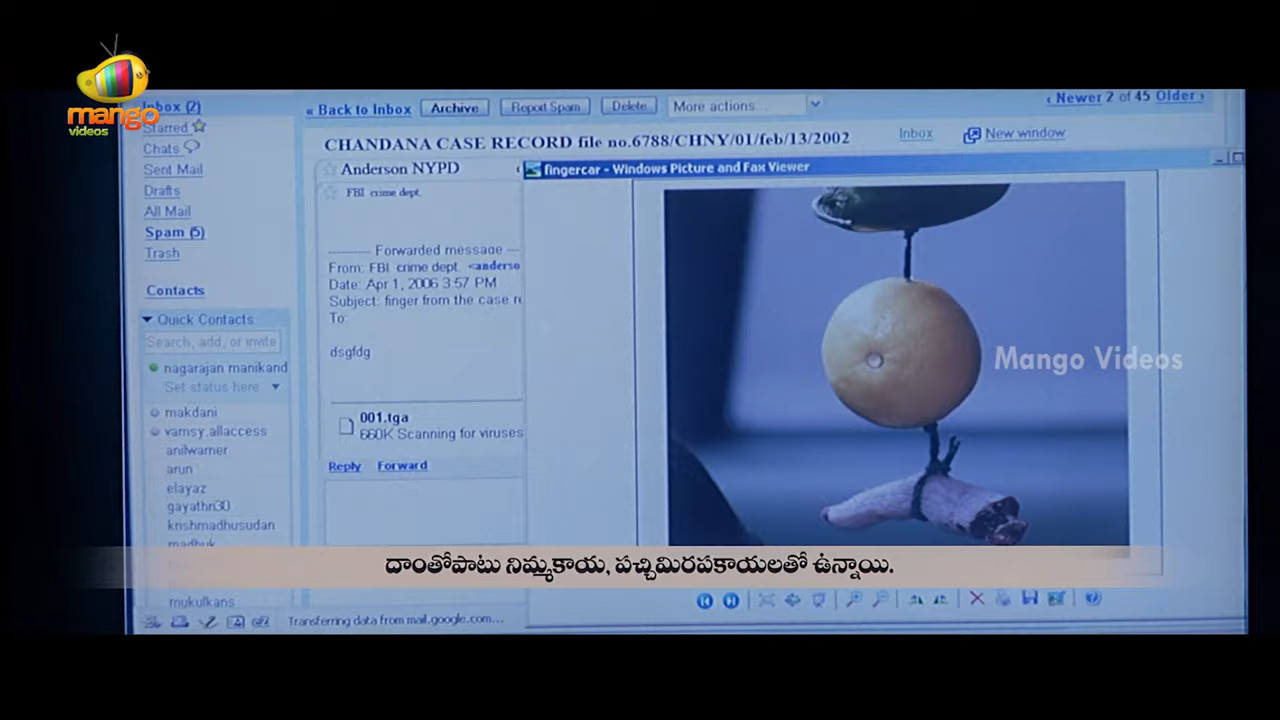 mango
videos
Inbox (2)
Starred
Chats
Sent Mail
Drafts
All Mail
Spam (5)
Trash
Contacts
Quick Contacts
Search, add, or invite
nagarajan manikand
Set status here
makdani
vamsy.allaccess
anilwarner
arun
elayaz
gayathri30
krishmadhusudan
madhuk
mukulkans
« Back to Inbox Archive Report Spam Delete More actions...
‹ Newer 2 of 45 Older ›
CHANDANA CASE RECORD file no.6788/CHNY/01/feb/13/2002
Inbox New window
Anderson NYPD
FBI crime dept.
---------- Forwarded message ---
From: FBI crime dept. <anderso
Date: Apr 1, 2006 3:57 PM
Subject: finger from the case re
To:
dsgfdg
001.tga
660K Scanning for viruses
Reply Forward
fingercar - Windows Picture and Fax Viewer
Mango Videos
దాంతోపాటు నిమ్మకాయ, పచ్చిమిరపకాయలతో ఉన్నాయి.
Transferring data from mail.google.com...